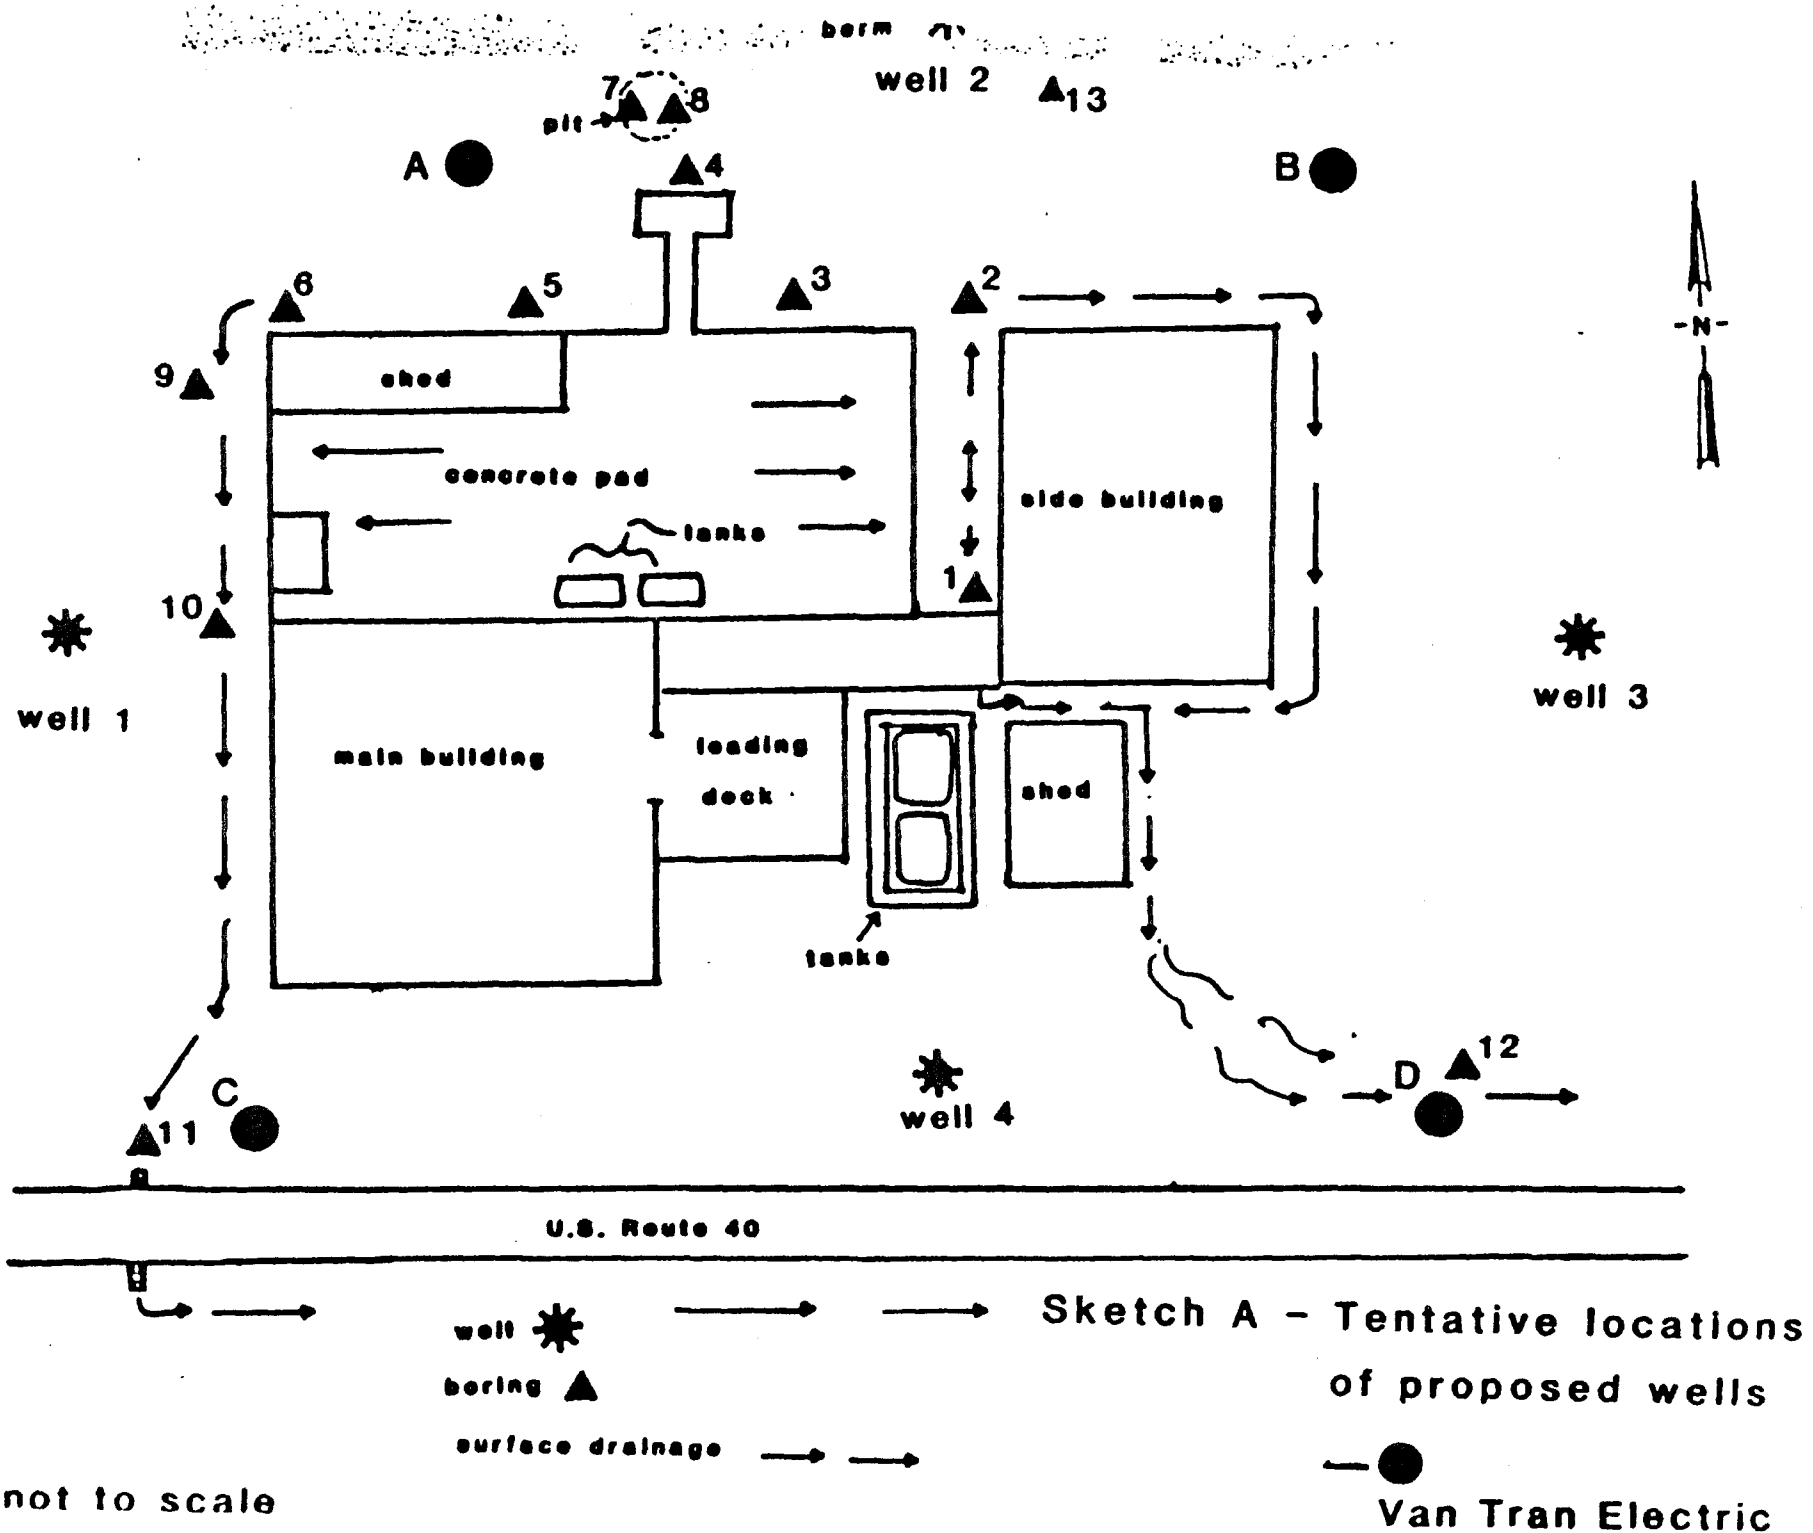 berm
well 2
7
8
13
pit
A
4
B
6
5
3
2
9
shed
-N-
concrete pad
side building
tanks
1
10
well 1
well 3
main building
loading
dock
shed
tanks
12
D
C
well 4
11
U.S. Route 40
Sketch A - Tentative locations
of proposed wells
well
boring
surface drainage
not to scale
Van Tran Electric